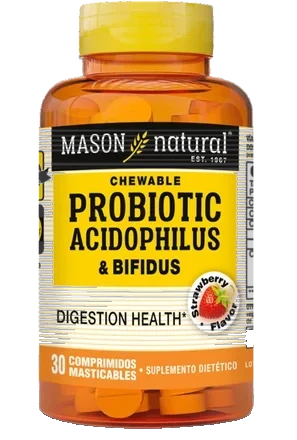 MASON natural®
EST. 1967
CHEWABLE
PROBIOTIC
ACIDOPHILUS
& BIFIDUS
Strawberry
Flavor
DIGESTION HEALTH*
30 COMPRIMIDOS
MASTICABLES
• SUPLEMENTO DIETÉTICO